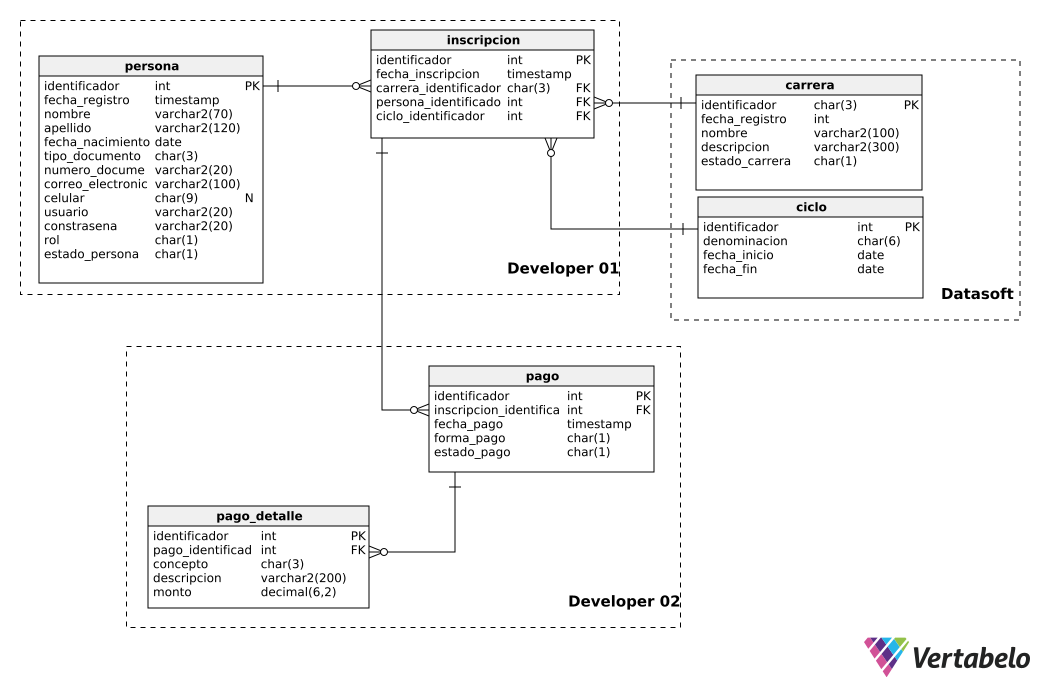 persona
identificador int PK
fecha_registro timestamp
nombre varchar2(70)
apellido varchar2(120)
fecha_nacimiento date
tipo_documento char(3)
numero_docume varchar2(20)
correo_electronic varchar2(100)
celular char(9) N
usuario varchar2(20)
constrasena varchar2(20)
rol char(1)
estado_persona char(1)
inscripcion
identificador int PK
fecha_inscripcion timestamp
carrera_identificador char(3) FK
persona_identificado int FK
ciclo_identificador int FK
Developer 01
carrera
identificador char(3) PK
fecha_registro int
nombre varchar2(100)
descripcion varchar2(300)
estado_carrera char(1)
ciclo
identificador int PK
denominacion char(6)
fecha_inicio date
fecha_fin date
Datasoft
pago
identificador int PK
inscripcion_identifica int FK
fecha_pago timestamp
forma_pago char(1)
estado_pago char(1)
pago_detalle
identificador int PK
pago_identificad int FK
concepto char(3)
descripcion varchar2(200)
monto decimal(6,2)
Developer 02
Vertabelo